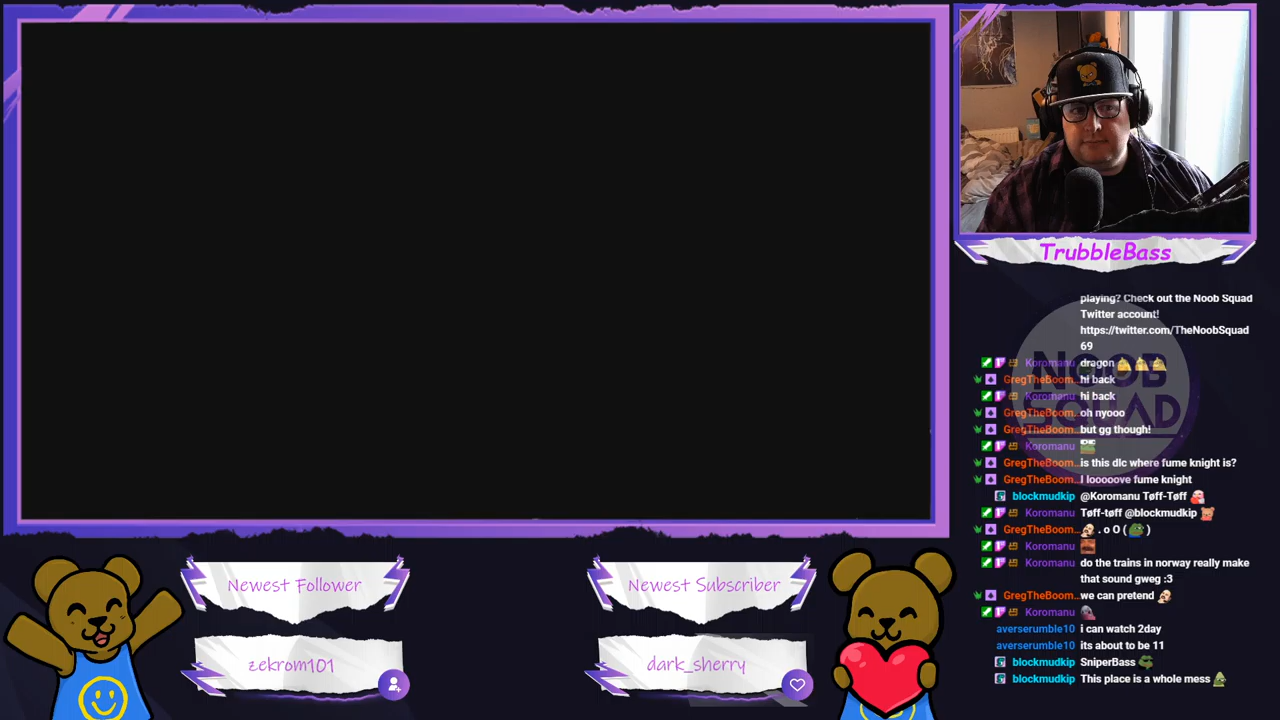 TrubbleBass
playing? Check out the Noob Squad
Twitter account!
https://twitter.com/TheNoobSquad
69
Koromanu dragon
GregTheBoom... hi back
Koromanu hi back
GregTheBoom... oh nyooo
GregTheBoom... but gg though!
Koromanu
GregTheBoom... is this dlc where fume knight is?
GregTheBoom... I looooove fume knight
blockmudkip @Koromanu Tøff-Tøff
Koromanu Tøff-tøff @blockmudkip
GregTheBoom... . o O ( )
Koromanu
Koromanu do the trains in norway really make
that sound gweg :3
GregTheBoom... we can pretend
Koromanu
averserumble10 i can watch 2day
averserumble10 its about to be 11
blockmudkip SniperBass
blockmudkip This place is a whole mess
NOOB
SQUAD
Newest Follower
zekrom101
Newest Subscriber
dark_sherry